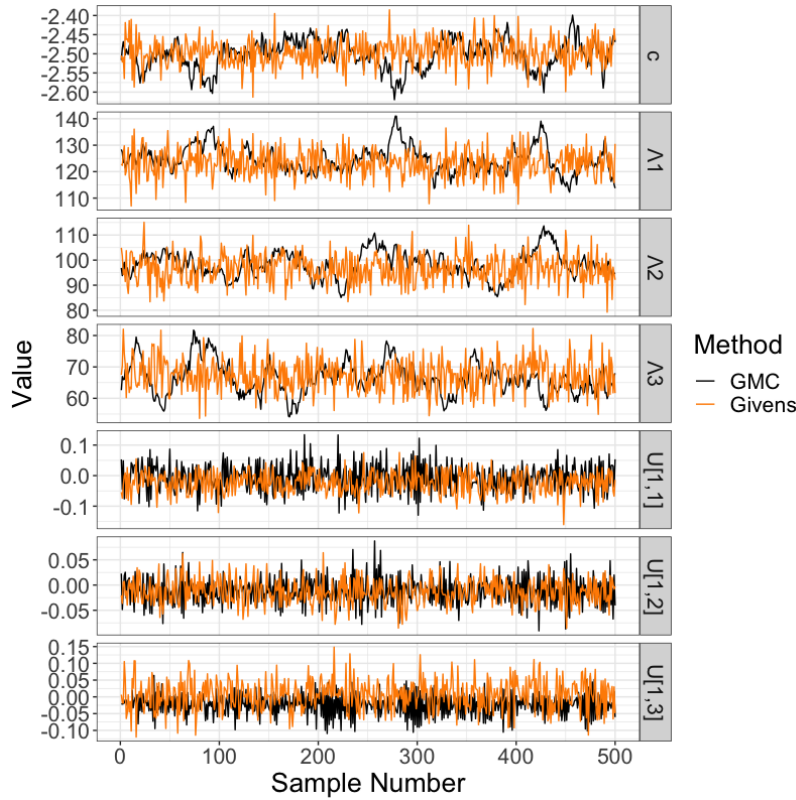 -2.40
-2.45
-2.50
-2.55
-2.60
c
140
130
120
110
Λ1
110
100
90
80
Λ2
80
70
60
Λ3
0.1
0.0
-0.1
U[1,1]
0.05
0.00
-0.05
U[1,2]
0.15
0.10
0.05
0.00
-0.05
-0.10
U[1,3]
0 100 200 300 400 500
Sample Number
Value
Method
GMC
Givens